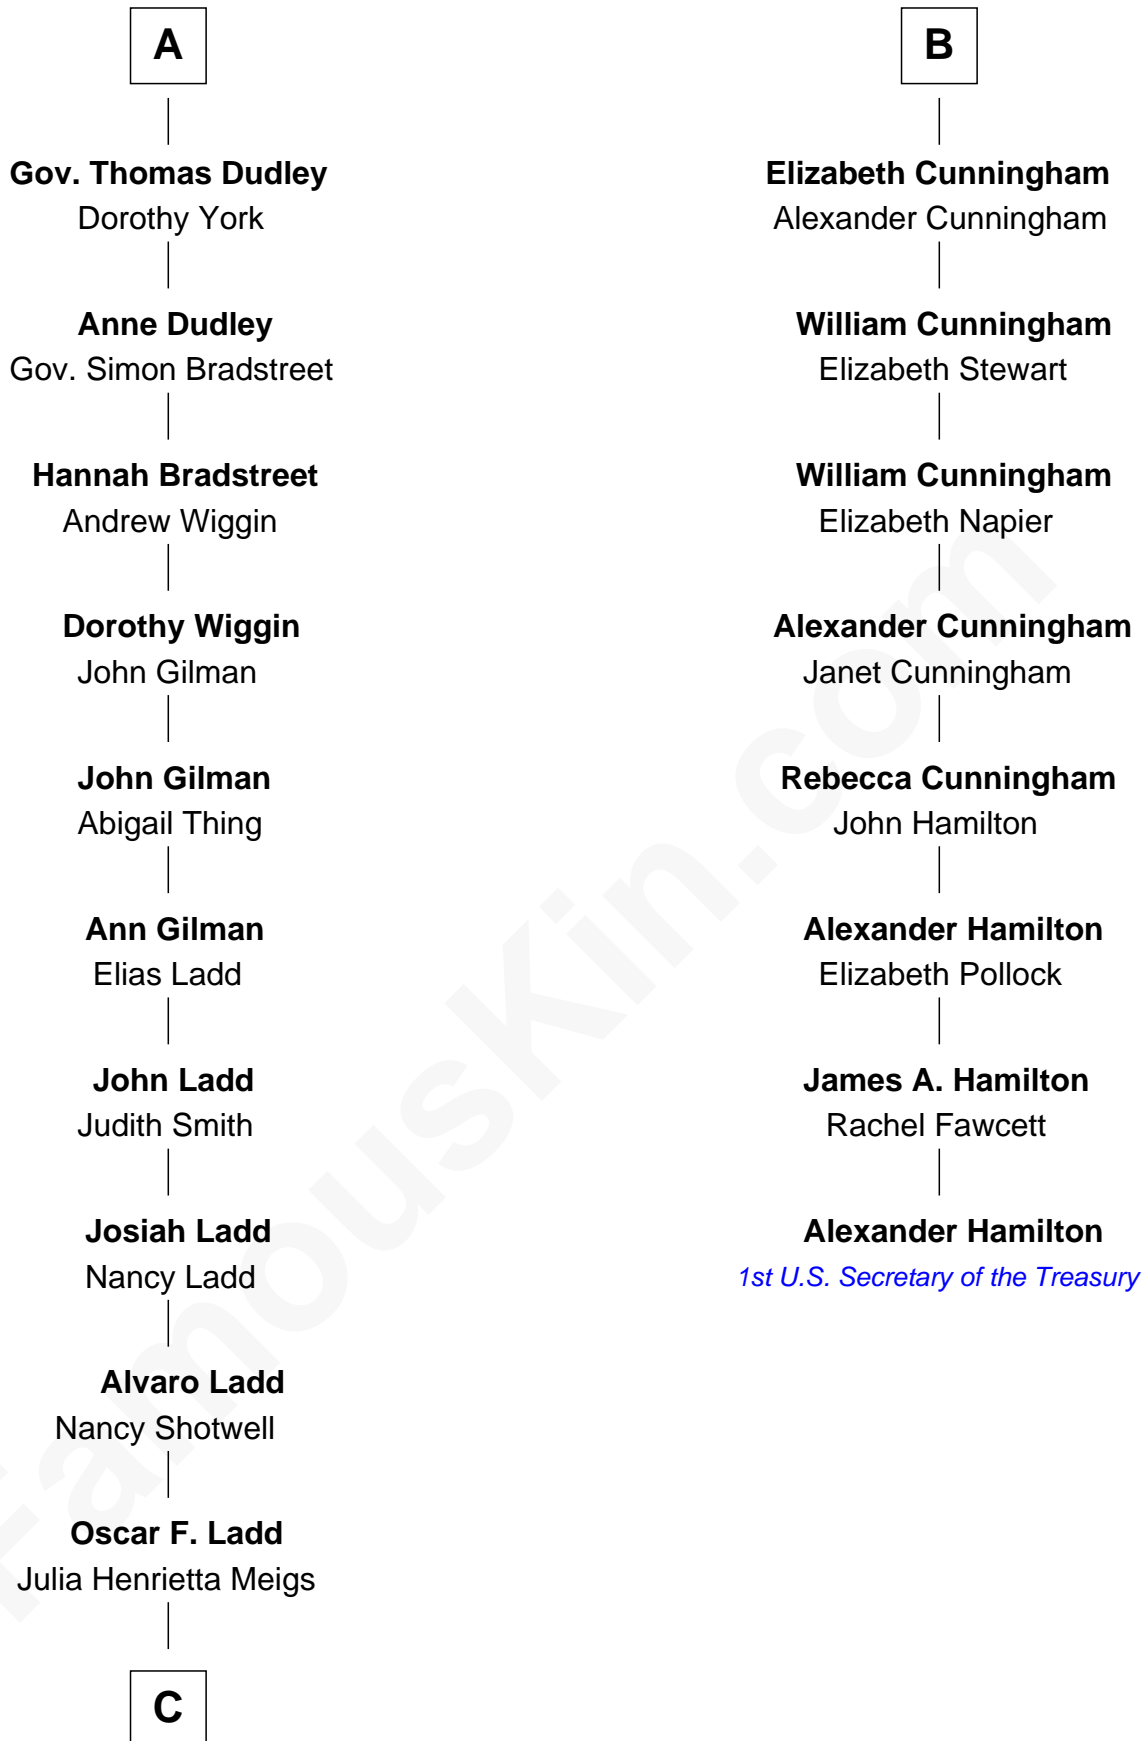 A
Gov. Thomas Dudley
Dorothy York
Anne Dudley
Gov. Simon Bradstreet
Hannah Bradstreet
Andrew Wiggin
Dorothy Wiggin
John Gilman
John Gilman
Abigail Thing
Ann Gilman
Elias Ladd
John Ladd
Judith Smith
Josiah Ladd
Nancy Ladd
Alvaro Ladd
Nancy Shotwell
Oscar F. Ladd
Julia Henrietta Meigs
C
B
Elizabeth Cunningham
Alexander Cunningham
William Cunningham
Elizabeth Stewart
William Cunningham
Elizabeth Napier
Alexander Cunningham
Janet Cunningham
Rebecca Cunningham
John Hamilton
Alexander Hamilton
Elizabeth Pollock
James A. Hamilton
Rachel Fawcett
Alexander Hamilton
1st U.S. Secretary of the Treasury
FamousKin.com